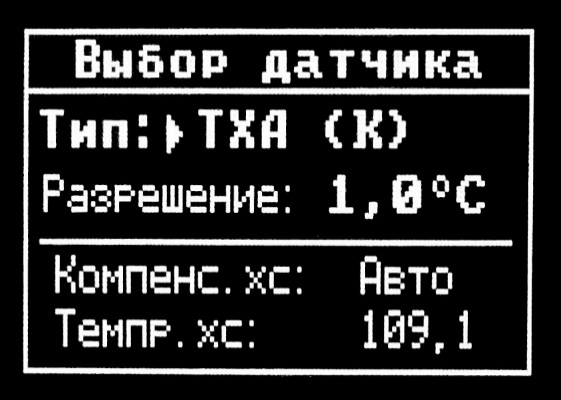 Выбор датчика
Тип: ТХА (К)
Разрешение: 1,0°C
Компенс. хс: Авто
Темпр. хс: 109,1